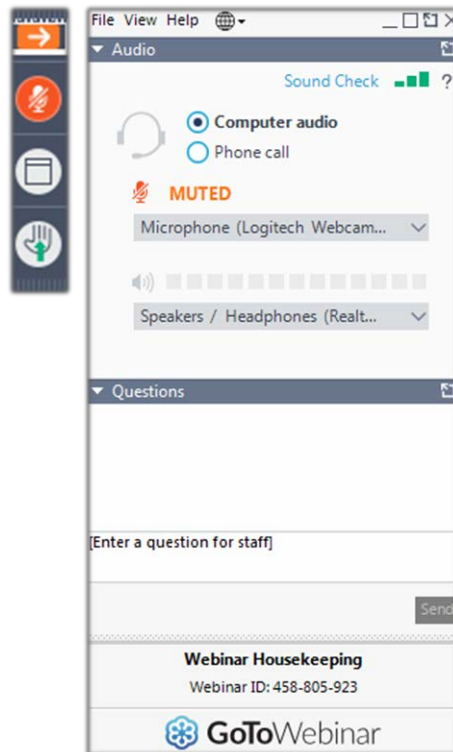 File View Help
Audio
Sound Check ?
Computer audio
Phone call
MUTED
Microphone (Logitech Webcam...
Speakers / Headphones (Realt...
Questions
[Enter a question for staff]
Send
Webinar Housekeeping
Webinar ID: 458-805-923
GoToWebinar